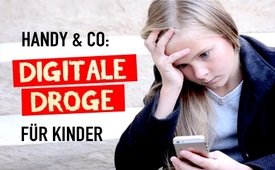 HANDY & CO:
DIGITALE
DROGE
FÜR KINDER